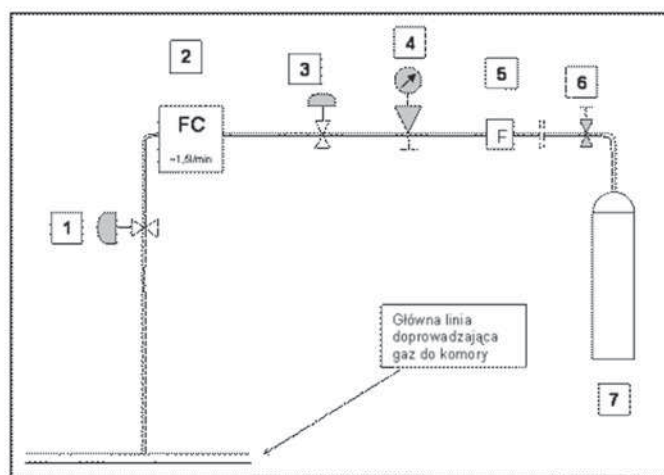 4
2
3
5
6
FC
~1,5l/min
F
1
Główna linia
doprowadzająca
gaz do komory
7